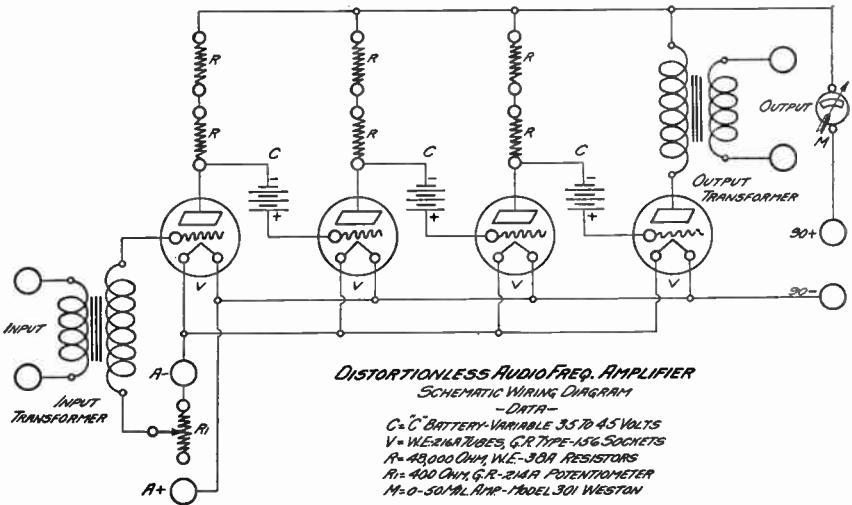 R R R
OUTPUT
M
R R R
C C C
- - -
OUTPUT
TRANSFORMER
+ + +
90+
V V V V
90-
INPUT
A-
INPUT
TRANSFORMER
R1
A+
DISTORTIONLESS AUDIO FREQ. AMPLIFIER
SCHEMATIC WIRING DIAGRAM
-DATA-
C="C" BATTERY-VARIABLE 35 TO 45 VOLTS
V=W.E-216A TUBES, G.R TYPE-156 SOCKETS
R=48,000 OHM, W.E-38A RESISTORS
R1=400 OHM, G.R-214A POTENTIOMETER
M=0-50 MIL. AMP-MODEL 301 WESTON